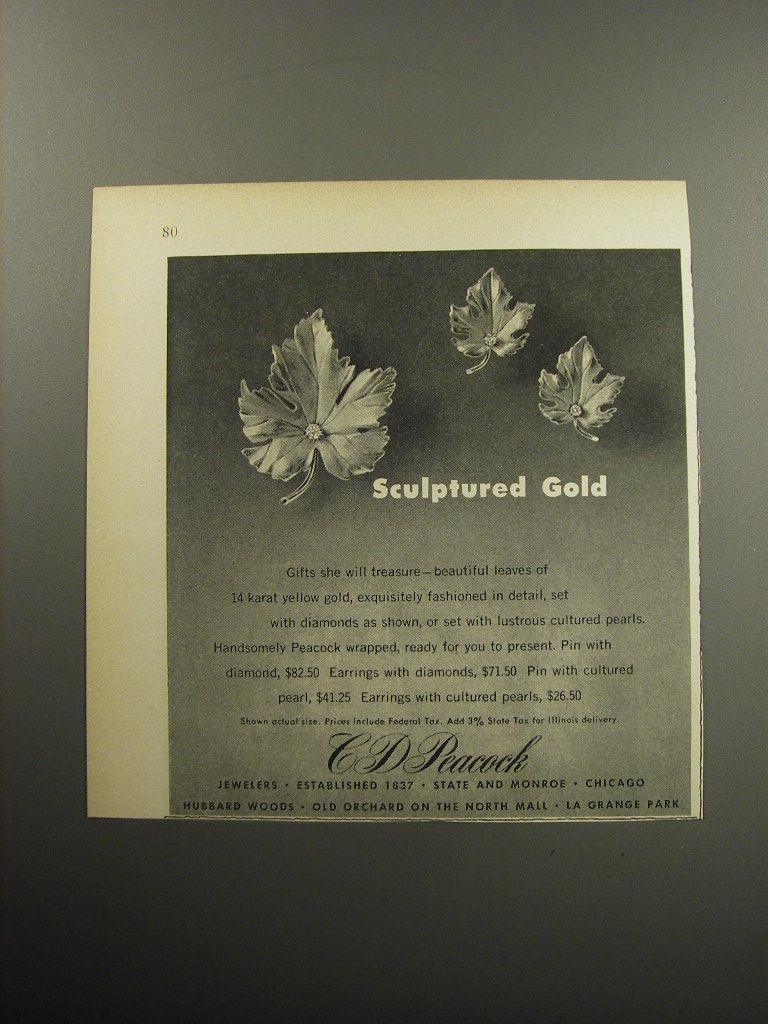 80
Sculptured Gold
Gifts she will treasure—beautiful leaves of
14 karat yellow gold, exquisitely fashioned in detail, set
with diamonds as shown, or set with lustrous cultured pearls.
Handsomely Peacock wrapped, ready for you to present. Pin with
diamond, $82.50 Earrings with diamonds, $71.50 Pin with cultured
pearl, $41.25 Earrings with cultured pearls, $26.50
Shown actual size. Prices include Federal Tax. Add 3% State Tax for Illinois delivery.
CD Peacock
JEWELERS • ESTABLISHED 1837 • STATE AND MONROE • CHICAGO
HUBBARD WOODS • OLD ORCHARD ON THE NORTH MALL • LA GRANGE PARK